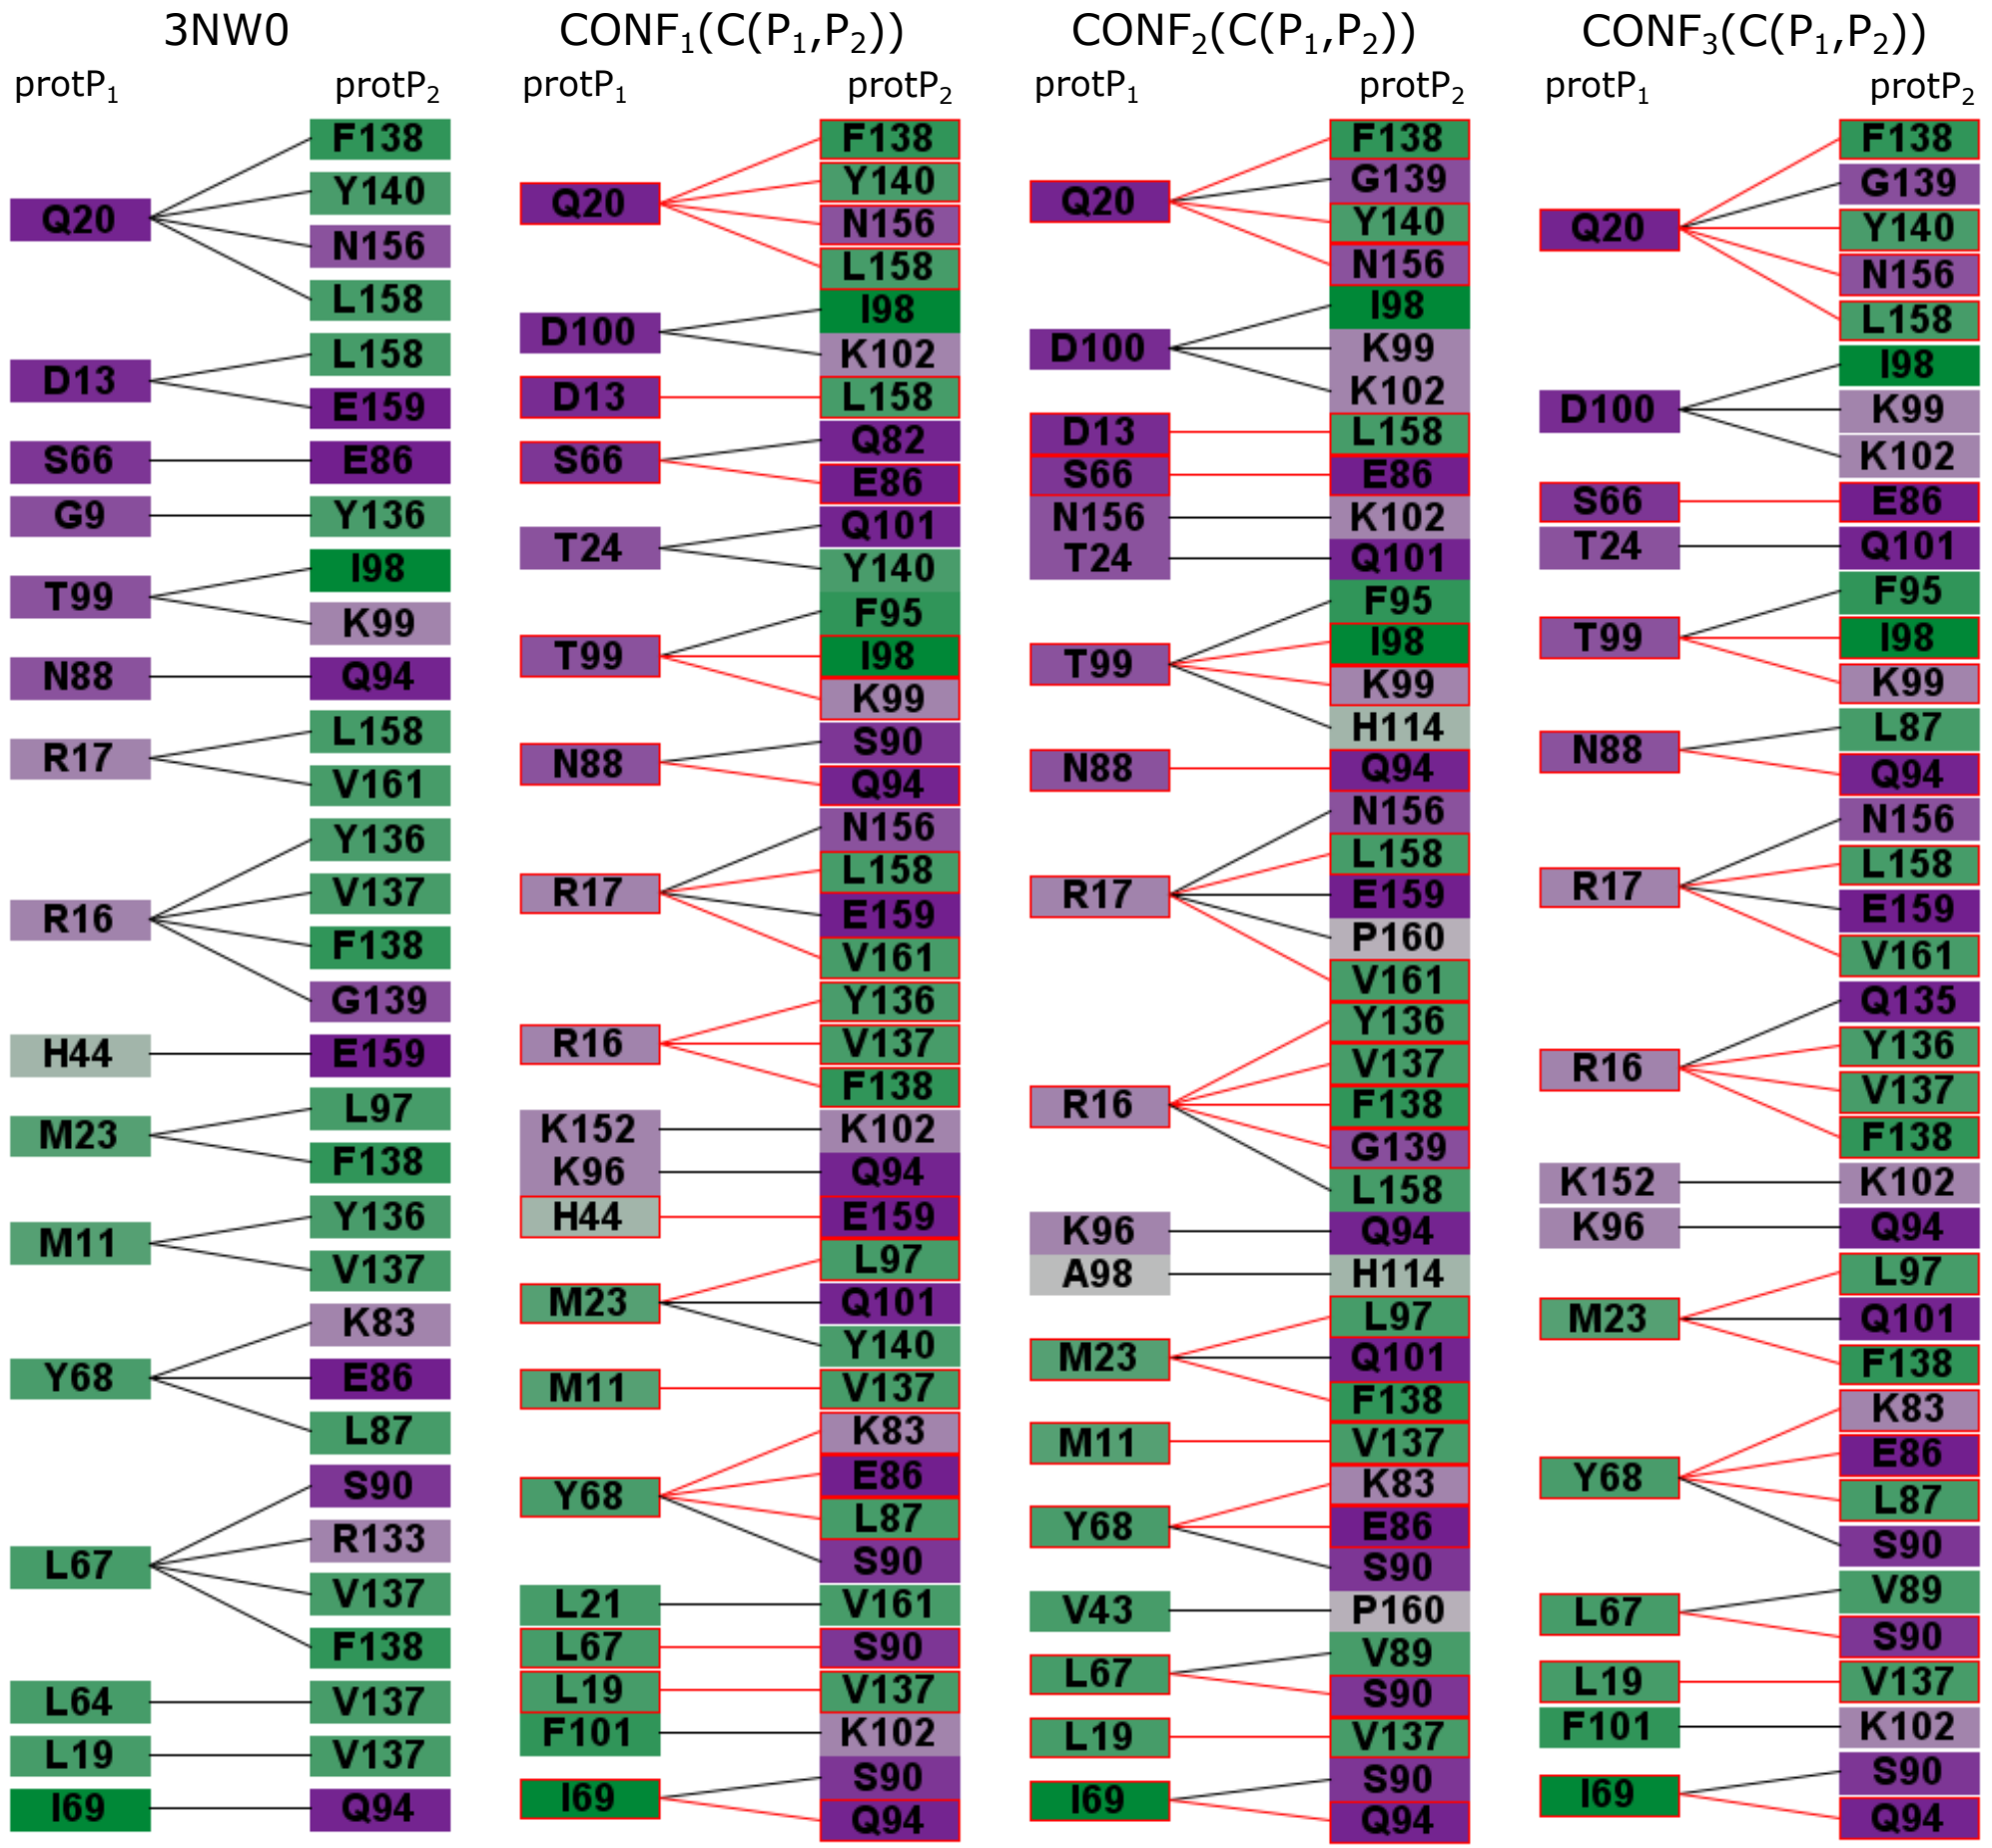 3NW0
protP₁
protP₂
Q20
F138
Y140
N156
L158
D13
L158
E159
S66
E86
G9
Y136
T99
I98
K99
N88
Q94
R17
L158
V161
R16
Y136
V137
F138
G139
H44
E159
M23
L97
F138
M11
Y136
V137
Y68
K83
E86
L87
L67
S90
R133
V137
F138
L64
V137
L19
V137
I69
Q94
CONF₁(C(P₁,P₂))
protP₁
protP₂
Q20
F138
Y140
N156
L158
D100
I98
K102
D13
L158
S66
Q82
E86
T24
Q101
Y140
T99
F95
I98
K99
N88
S90
Q94
R17
N156
L158
E159
V161
R16
Y136
V137
F138
K152
K102
K96
Q94
H44
E159
M23
L97
Q101
Y140
M11
V137
Y68
K83
E86
L87
S90
L21
V161
L67
S90
L19
V137
F101
K102
I69
S90
Q94
CONF₂(C(P₁,P₂))
protP₁
protP₂
Q20
F138
G139
Y140
N156
D100
I98
K99
K102
D13
L158
S66
E86
N156
K102
T24
Q101
T99
F95
I98
K99
H114
N88
Q94
R17
N156
L158
E159
P160
V161
R16
Y136
V137
F138
G139
L158
K96
Q94
A98
H114
M23
L97
Q101
F138
M11
V137
Y68
K83
E86
S90
V43
P160
L67
V89
S90
L19
V137
I69
S90
Q94
CONF₃(C(P₁,P₂))
protP₁
protP₂
Q20
F138
G139
Y140
N156
L158
D100
I98
K99
K102
S66
E86
T24
Q101
T99
F95
I98
K99
N88
L87
Q94
R17
N156
L158
E159
V161
R16
Q135
Y136
V137
F138
K152
K102
K96
Q94
M23
L97
Q101
F138
Y68
K83
E86
L87
S90
L67
V89
S90
L19
V137
F101
K102
I69
S90
Q94